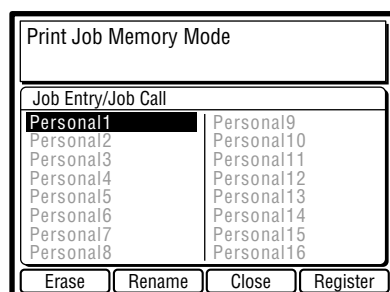 Print Job Memory Mode
Job Entry/Job Call
Personal1
Personal2
Personal3
Personal4
Personal5
Personal6
Personal7
Personal8
Personal9
Personal10
Personal11
Personal12
Personal13
Personal14
Personal15
Personal16
Erase Rename Close Register